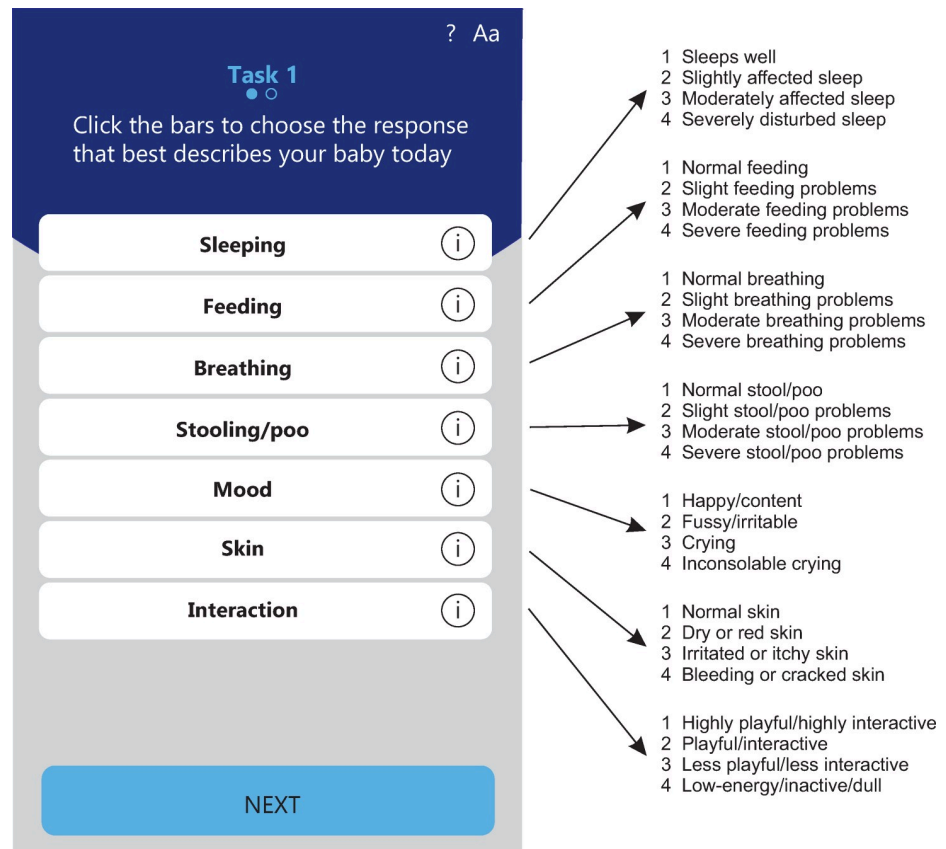 ? Aa
Task 1
Click the bars to choose the response
that best describes your baby today
Sleeping i
Feeding i
Breathing i
Stooling/poo i
Mood i
Skin i
Interaction i
NEXT
1 Sleeps well
2 Slightly affected sleep
3 Moderately affected sleep
4 Severely disturbed sleep
1 Normal feeding
2 Slight feeding problems
3 Moderate feeding problems
4 Severe feeding problems
1 Normal breathing
2 Slight breathing problems
3 Moderate breathing problems
4 Severe breathing problems
1 Normal stool/poo
2 Slight stool/poo problems
3 Moderate stool/poo problems
4 Severe stool/poo problems
1 Happy/content
2 Fussy/irritable
3 Crying
4 Inconsolable crying
1 Normal skin
2 Dry or red skin
3 Irritated or itchy skin
4 Bleeding or cracked skin
1 Highly playful/highly interactive
2 Playful/interactive
3 Less playful/less interactive
4 Low-energy/inactive/dull